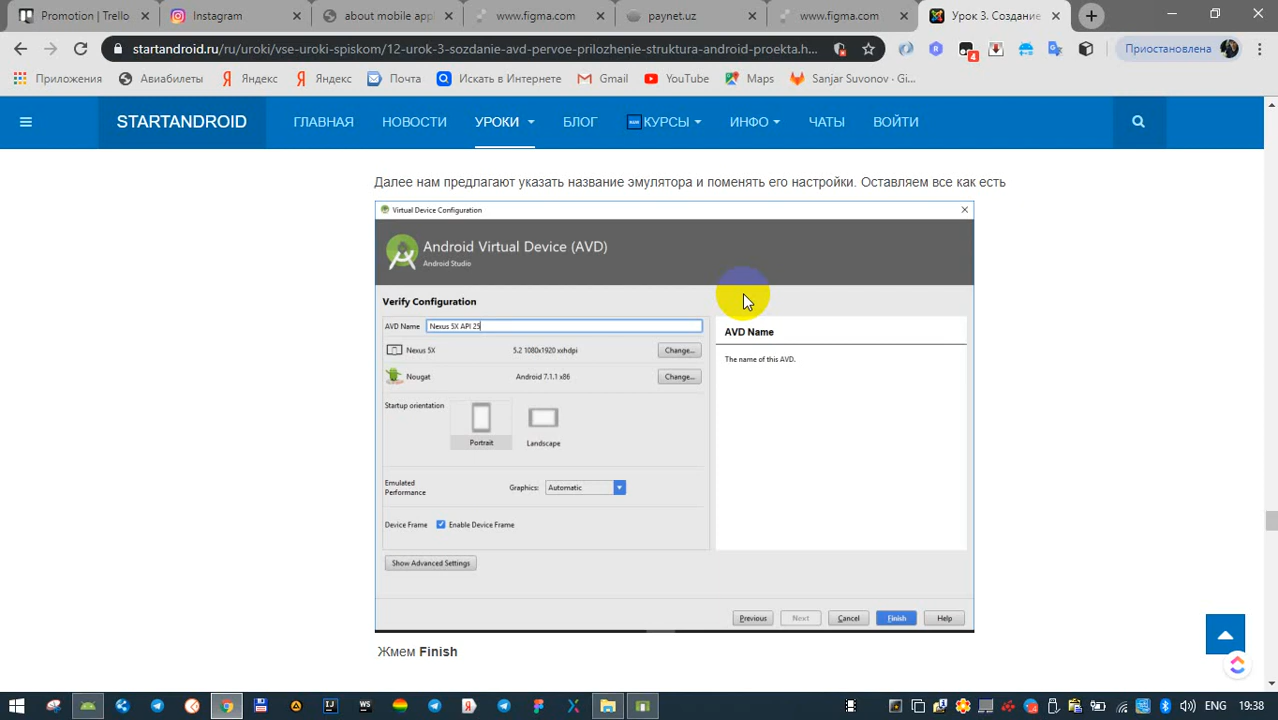 Promotion | Trello
Instagram
about mobile app
www.figma.com
paynet.uz
www.figma.com
Урок 3. Создание
startandroid.ru/ru/uroki/vse-uroki-spiskom/12-urok-3-sozdanie-avd-pervoe-prilozhenie-struktura-android-proekta.h...
4
Приостановлена
Приложения
Авиабилеты
Яндекс
Яндекс
Почта
Искать в Интернете
Gmail
YouTube
Maps
Sanjar Suvonov · Gi...
STARTANDROID
ГЛАВНАЯ
НОВОСТИ
УРОКИ
БЛОГ
КУРСЫ
ИНФО
ЧАТЫ
ВОЙТИ
Далее нам предлагают указать название эмулятора и поменять его настройки. Оставляем все как есть
Virtual Device Configuration
Android Virtual Device (AVD)
Android Studio
Verify Configuration
AVD Name
Nexus 5X API 25
Nexus 5X
5.2 1080x1920 xxhdpi
Change...
Nougat
Android 7.1.1 x86
Change...
Startup orientation
Portrait
Landscape
Emulated
Performance
Graphics:
Automatic
Device Frame
Enable Device Frame
Show Advanced Settings
AVD Name
The name of this AVD.
Previous
Next
Cancel
Finish
Help
Жмем Finish
ENG
19:38